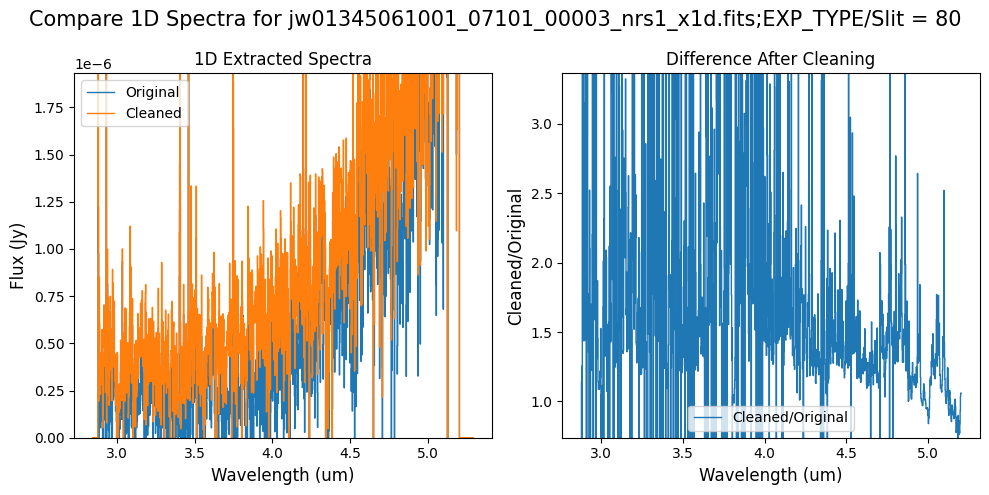 Compare 1D Spectra for jw01345061001_07101_00003_nrs1_x1d.fits;EXP_TYPE/Slit = 80
1D Extracted Spectra
1e−6
Original
Cleaned
1.75
1.50
1.25
1.00
0.75
0.50
0.25
0.00
Flux (Jy)
3.0 3.5 4.0 4.5 5.0
Wavelength (um)
Difference After Cleaning
3.0
2.5
2.0
1.5
1.0
Cleaned/Original
Cleaned/Original
3.0 3.5 4.0 4.5 5.0
Wavelength (um)